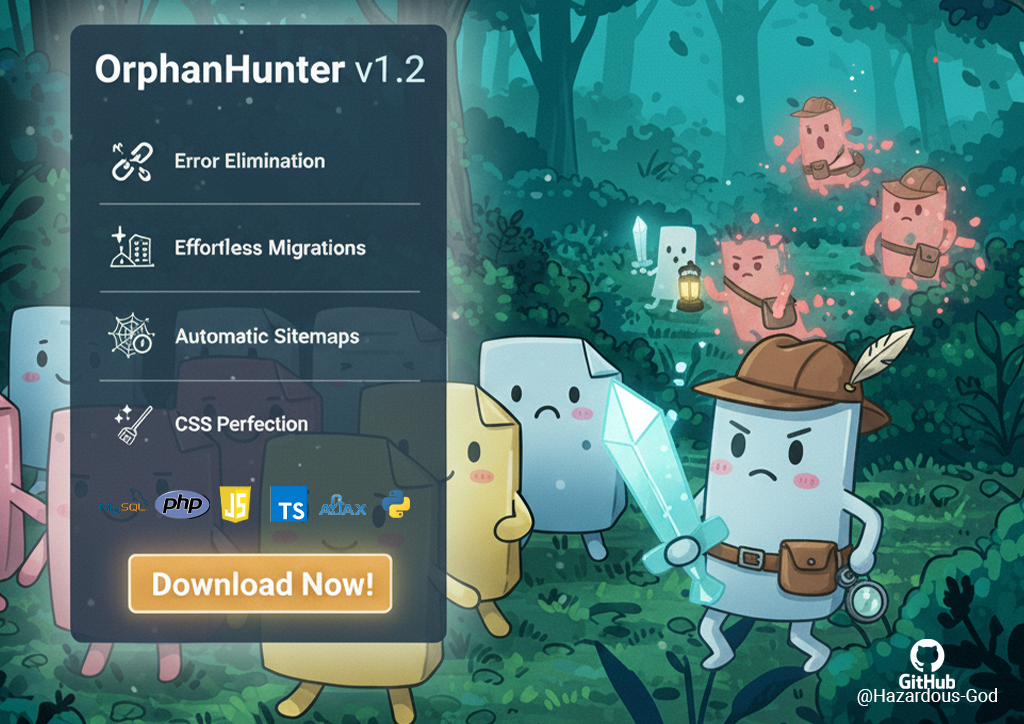 OrphanHunter v1.2
Error Elimination
Effortless Migrations
Automatic Sitemaps
CSS Perfection
MySQL php JS TS AJAX
Download Now!
GitHub
@Hazardous-God